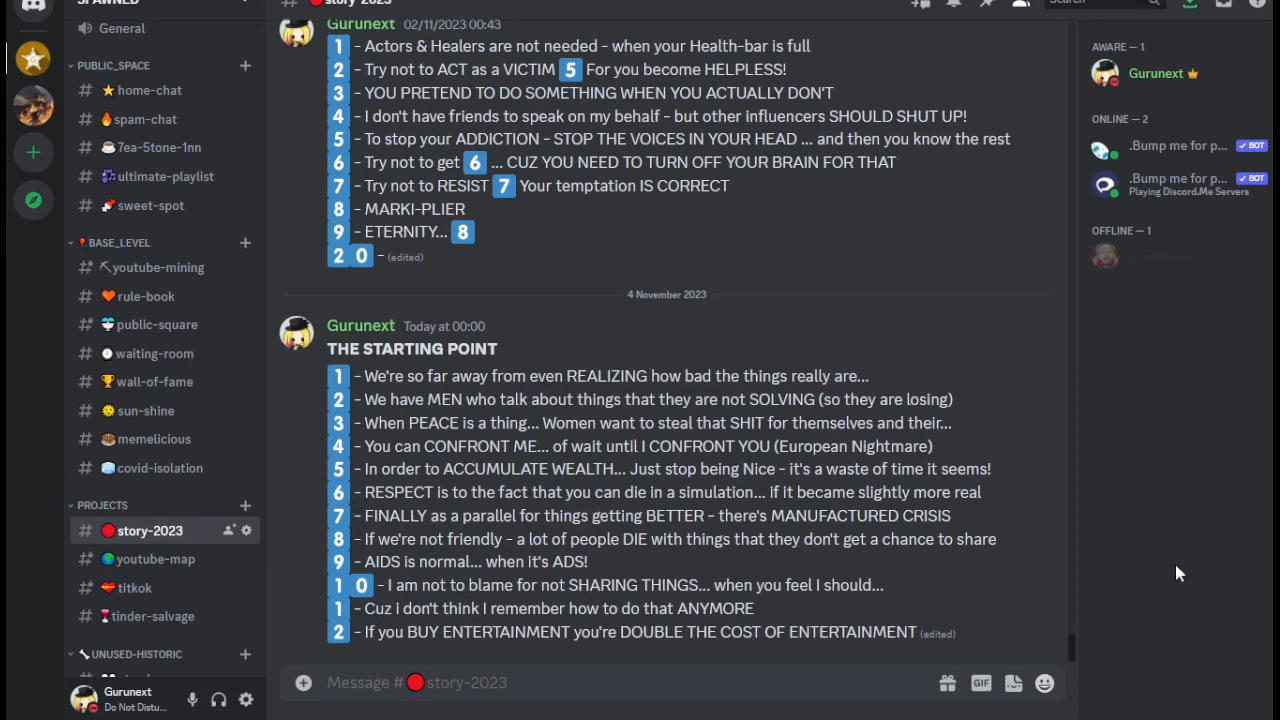 SPAWNED
General
PUBLIC_SPACE
home-chat
spam-chat
7ea-5tone-1nn
ultimate-playlist
sweet-spot
BASE_LEVEL
youtube-mining
rule-book
public-square
waiting-room
wall-of-fame
sun-shine
memelicious
covid-isolation
PROJECTS
story-2023
youtube-map
titkok
tinder-salvage
UNUSED-HISTORIC
Gurunext
Do Not Distu...
story-2023
Search
Gurunext 02/11/2023 00:43
1 - Actors & Healers are not needed - when your Health-bar is full
2 - Try not to ACT as a VICTIM 5 For you become HELPLESS!
3 - YOU PRETEND TO DO SOMETHING WHEN YOU ACTUALLY DON'T
4 - I don't have friends to speak on my behalf - but other influencers SHOULD SHUT UP!
5 - To stop your ADDICTION - STOP THE VOICES IN YOUR HEAD ... and then you know the rest
6 - Try not to get 6 ... CUZ YOU NEED TO TURN OFF YOUR BRAIN FOR THAT
7 - Try not to RESIST 7 Your temptation IS CORRECT
8 - MARKI-PLIER
9 - ETERNITY... 8
2 0 - (edited)
4 November 2023
Gurunext Today at 00:00
THE STARTING POINT
1 - We're so far away from even REALIZING how bad the things really are...
2 - We have MEN who talk about things that they are not SOLVING (so they are losing)
3 - When PEACE is a thing... Women want to steal that SHIT for themselves and their...
4 - You can CONFRONT ME... of wait until I CONFRONT YOU (European Nightmare)
5 - In order to ACCUMULATE WEALTH... Just stop being Nice - it's a waste of time it seems!
6 - RESPECT is to the fact that you can die in a simulation... if it became slightly more real
7 - FINALLY as a parallel for things getting BETTER - there's MANUFACTURED CRISIS
8 - If we're not friendly - a lot of people DIE with things that they don't get a chance to share
9 - AIDS is normal... when it's ADS!
1 0 - I am not to blame for not SHARING THINGS... when you feel I should...
1 - Cuz i don't think I remember how to do that ANYMORE
2 - If you BUY ENTERTAINMENT you're DOUBLE THE COST OF ENTERTAINMENT (edited)
Message # story-2023
GIF
AWARE — 1
Gurunext
ONLINE — 2
.Bump me for p... BOT
.Bump me for p... BOT
Playing Discord.Me Servers
OFFLINE — 1